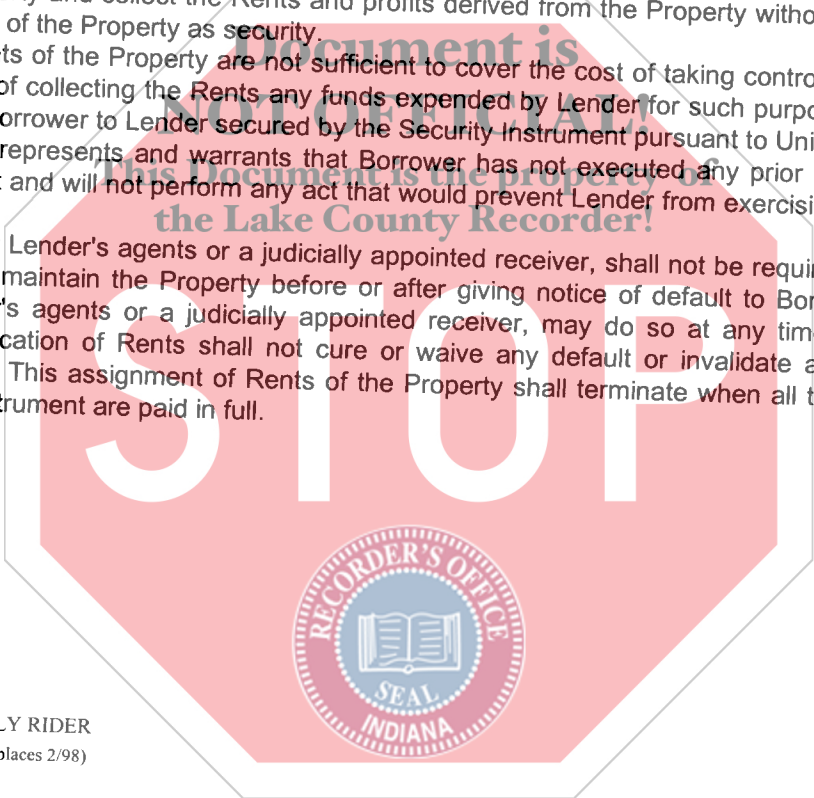 and collect the Rents and profits derived from the Property witho
of the Property as security.
Document is
ts of the Property are not sufficient to cover the cost of taking contro
of collecting the Rents any funds expended by Lender for such purpo
NOT OFFICIAL!
orrower to Lender secured by the Security Instrument pursuant to Uni
represents and warrants that Borrower has not executed any prior
This Document is the property of
t and will not perform any act that would prevent Lender from exercisi
the Lake County Recorder!
Lender's agents or a judicially appointed receiver, shall not be requi
maintain the Property before or after giving notice of default to Bor
's agents or a judicially appointed receiver, may do so at any tim
cation of Rents shall not cure or waive any default or invalidate a
This assignment of Rents of the Property shall terminate when all t
trument are paid in full.
STOP
RECORDER'S OFFICE
SEAL
INDIANA
LY RIDER
places 2/98)